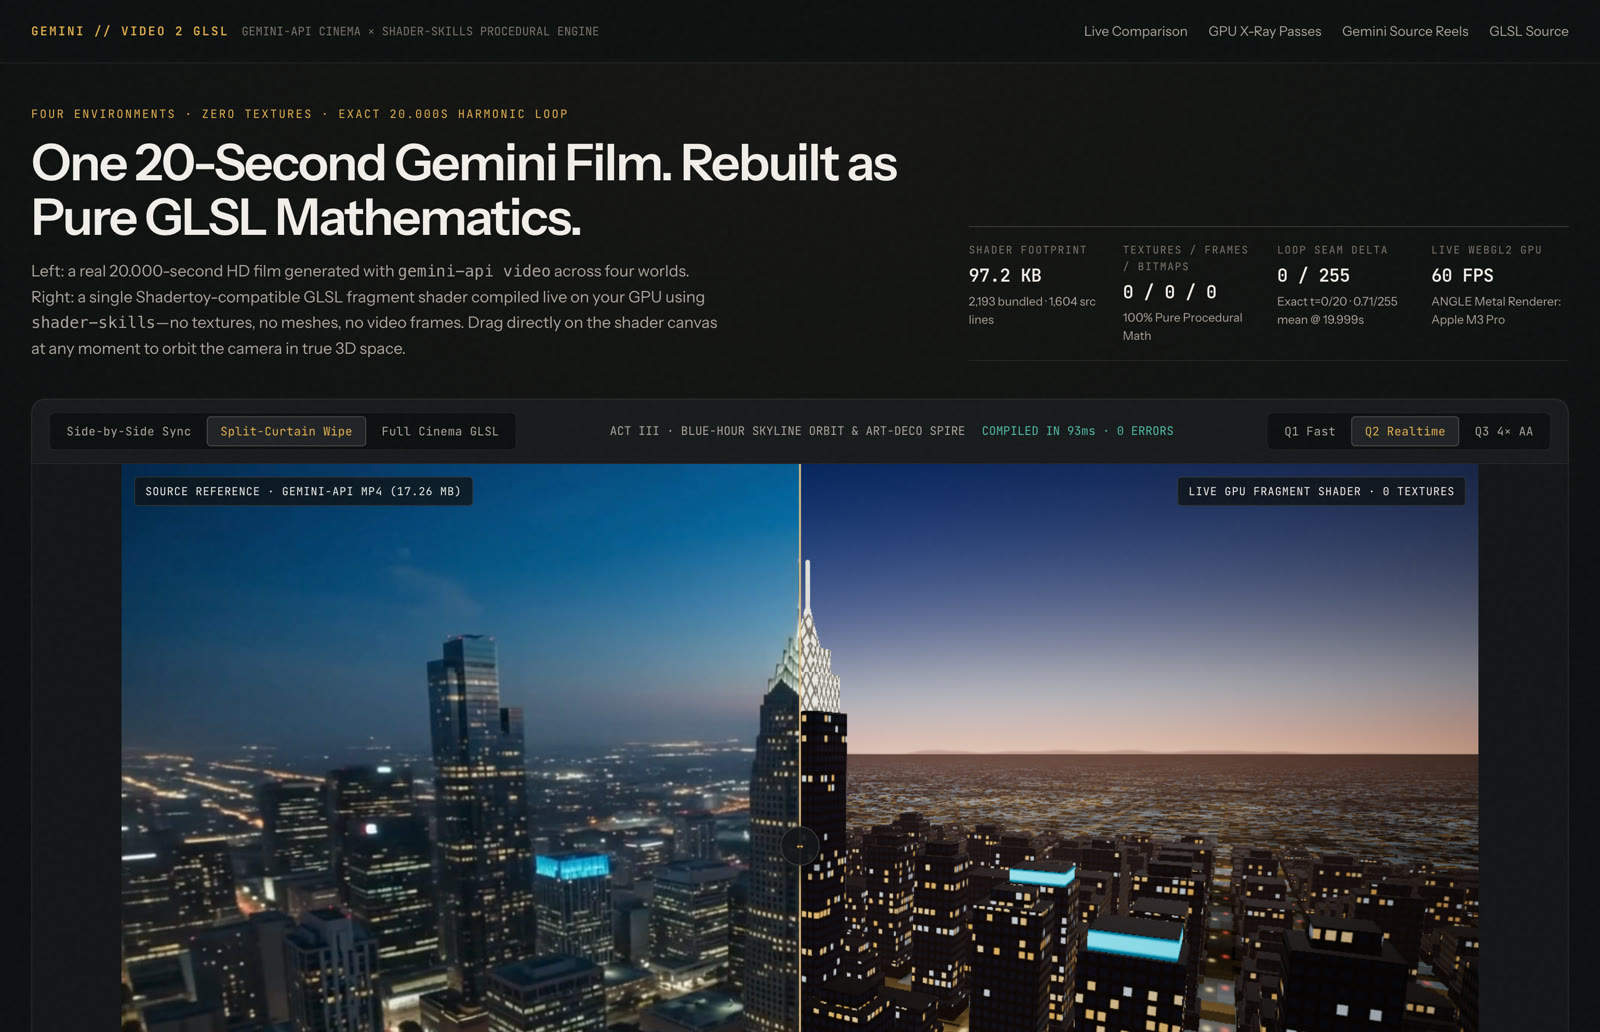 GEMINI // VIDEO 2 GLSL GEMINI-API CINEMA × SHADER-SKILLS PROCEDURAL ENGINE
Live Comparison GPU X-Ray Passes Gemini Source Reels GLSL Source
FOUR ENVIRONMENTS · ZERO TEXTURES · EXACT 20.000S HARMONIC LOOP
One 20-Second Gemini Film. Rebuilt as
Pure GLSL Mathematics.
Left: a real 20.000-second HD film generated with gemini-api video across four worlds.
Right: a single Shadertoy-compatible GLSL fragment shader compiled live on your GPU using
shader-skills—no textures, no meshes, no video frames. Drag directly on the shader canvas
at any moment to orbit the camera in true 3D space.
SHADER FOOTPRINT
97.2 KB
2,193 bundled · 1,604 src
lines
TEXTURES / FRAMES
/ BITMAPS
0 / 0 / 0
100% Pure Procedural
Math
LOOP SEAM DELTA
0 / 255
Exact t=0/20 · 0.71/255
mean @ 19.999s
LIVE WEBGL2 GPU
60 FPS
ANGLE Metal Renderer:
Apple M3 Pro
Side-by-Side Sync Split-Curtain Wipe Full Cinema GLSL
ACT III · BLUE-HOUR SKYLINE ORBIT & ART-DECO SPIRE COMPILED IN 93ms · 0 ERRORS
Q1 Fast Q2 Realtime Q3 4× AA
SOURCE REFERENCE · GEMINI-API MP4 (17.26 MB)
LIVE GPU FRAGMENT SHADER · 0 TEXTURES